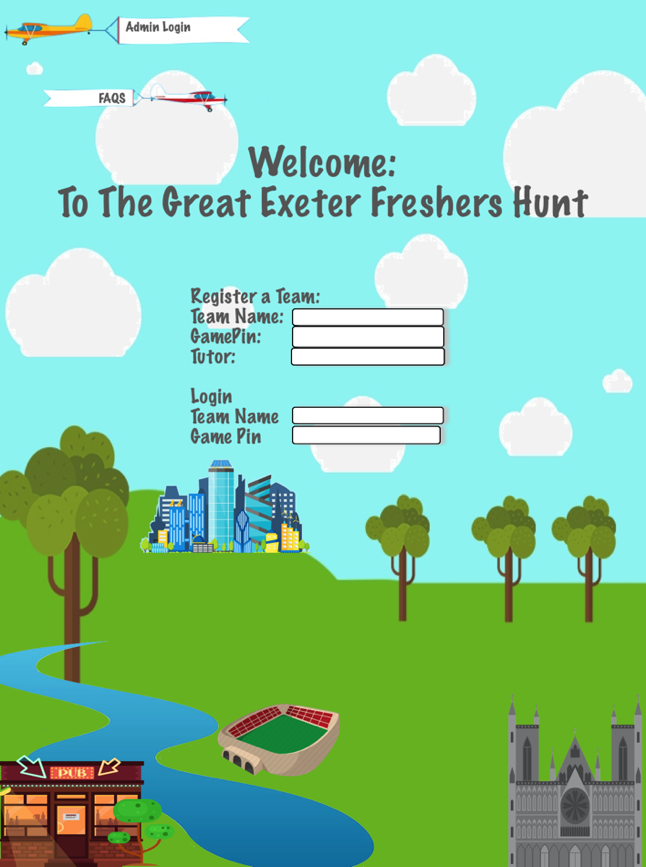 Admin Login
FAQS
Welcome:
To The Great Exeter Freshers Hunt
Register a Team:
Team Name:
GamePin:
Tutor:
Login
Team Name
Game Pin
PUB